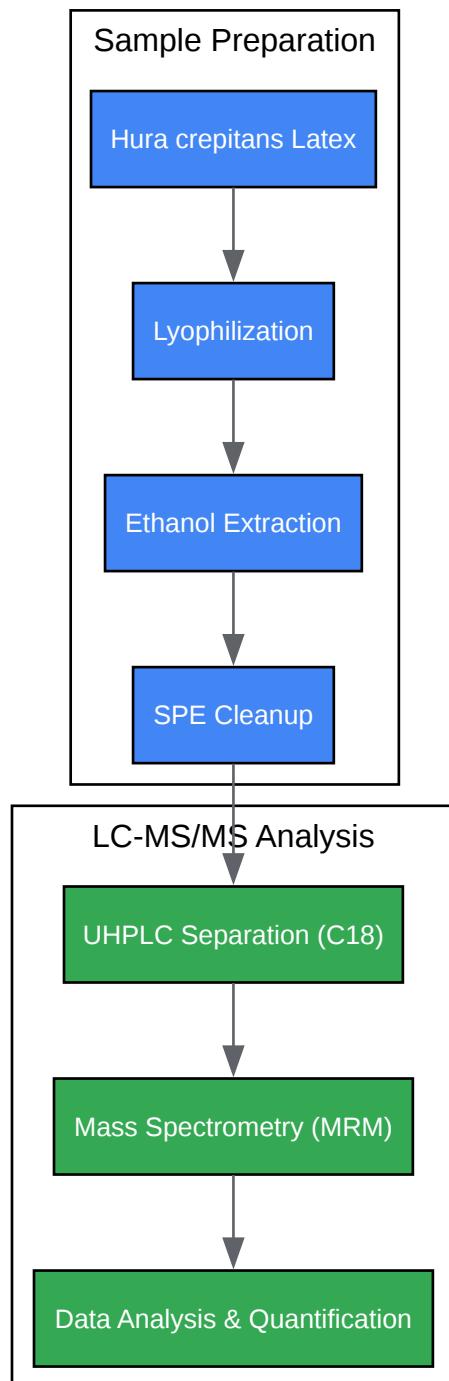 Sample Preparation
Hura crepitans Latex
Lyophilization
Ethanol Extraction
SPE Cleanup
LC-MS/MS Analysis
UHPLC Separation (C18)
Mass Spectrometry (MRM)
Data Analysis & Quantification